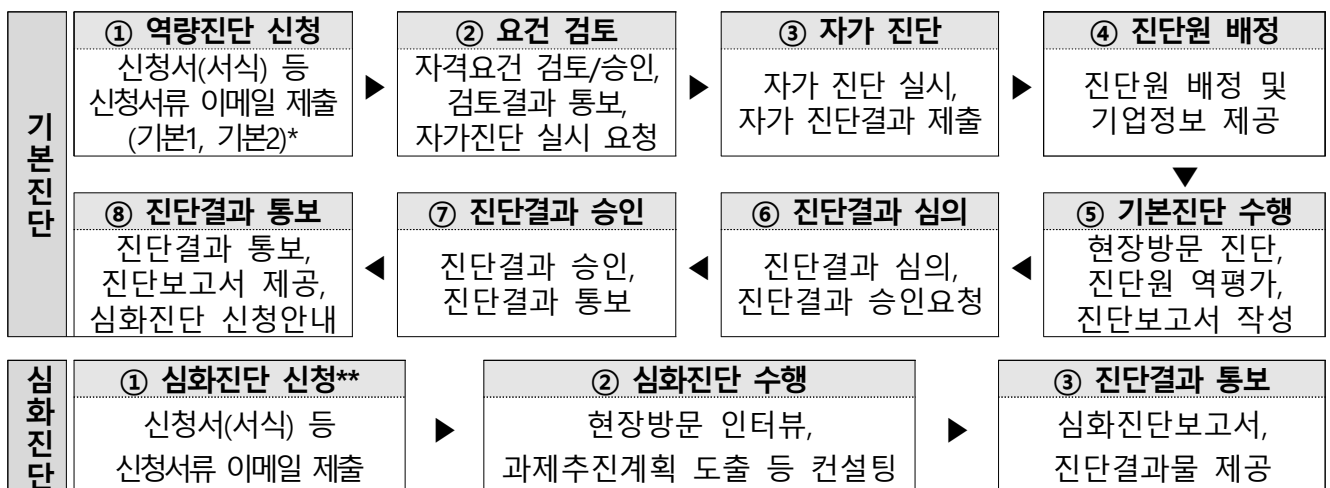 기본진단
① 역량진단 신청
신청서(서식) 등
신청서류 이메일 제출
(기본1, 기본2)*
▶
② 요건 검토
자격요건 검토/승인,
검토결과 통보,
자가진단 실시 요청
▶
③ 자가 진단
자가 진단 실시,
자가 진단결과 제출
▶
④ 진단원 배정
진단원 배정 및
기업정보 제공
▼
⑤ 기본진단 수행
현장방문 진단,
진단원 역평가,
진단보고서 작성
◀
⑥ 진단결과 심의
진단결과 심의,
진단결과 승인요청
◀
⑦ 진단결과 승인
진단결과 승인,
진단결과 통보
◀
⑧ 진단결과 통보
진단결과 통보,
진단보고서 제공,
심화진단 신청안내
심화진단
① 심화진단 신청**
신청서(서식) 등
신청서류 이메일 제출
▶
② 심화진단 수행
현장방문 인터뷰,
과제추진계획 도출 등 컨설팅
▶
③ 진단결과 통보
심화진단보고서,
진단결과물 제공